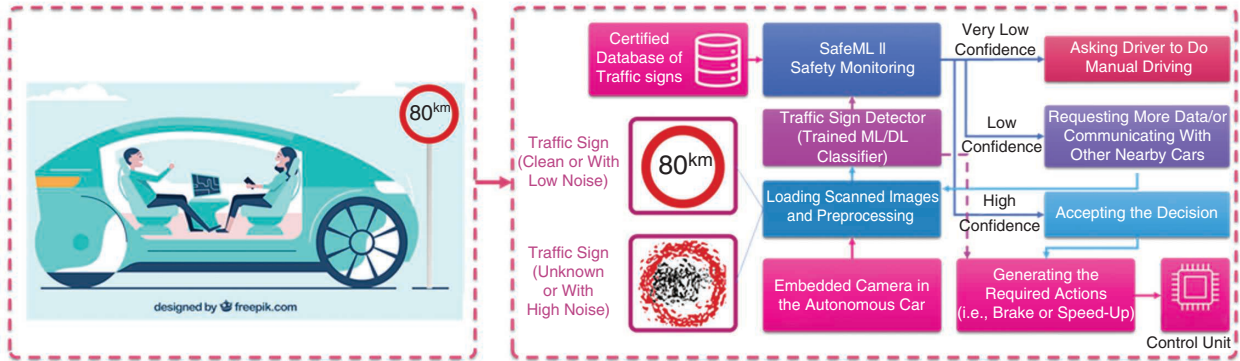 80km
designed by freepik.com
Certified
Database of
Traffic signs
SafeML II
Safety Monitoring
Very Low
Confidence
Asking Driver to Do
Manual Driving
Traffic Sign
(Clean or With
Low Noise)
80km
Traffic Sign Detector
(Trained ML/DL
Classifier)
Low
Confidence
Requesting More Data/or
Communicating With
Other Nearby Cars
Loading Scanned Images
and Preprocessing
High
Confidence
Accepting the Decision
Traffic Sign
(Unknown
or With
High Noise)
Embedded Camera in
the Autonomous Car
Generating the
Required Actions
(i.e., Brake or Speed-Up)
Control Unit